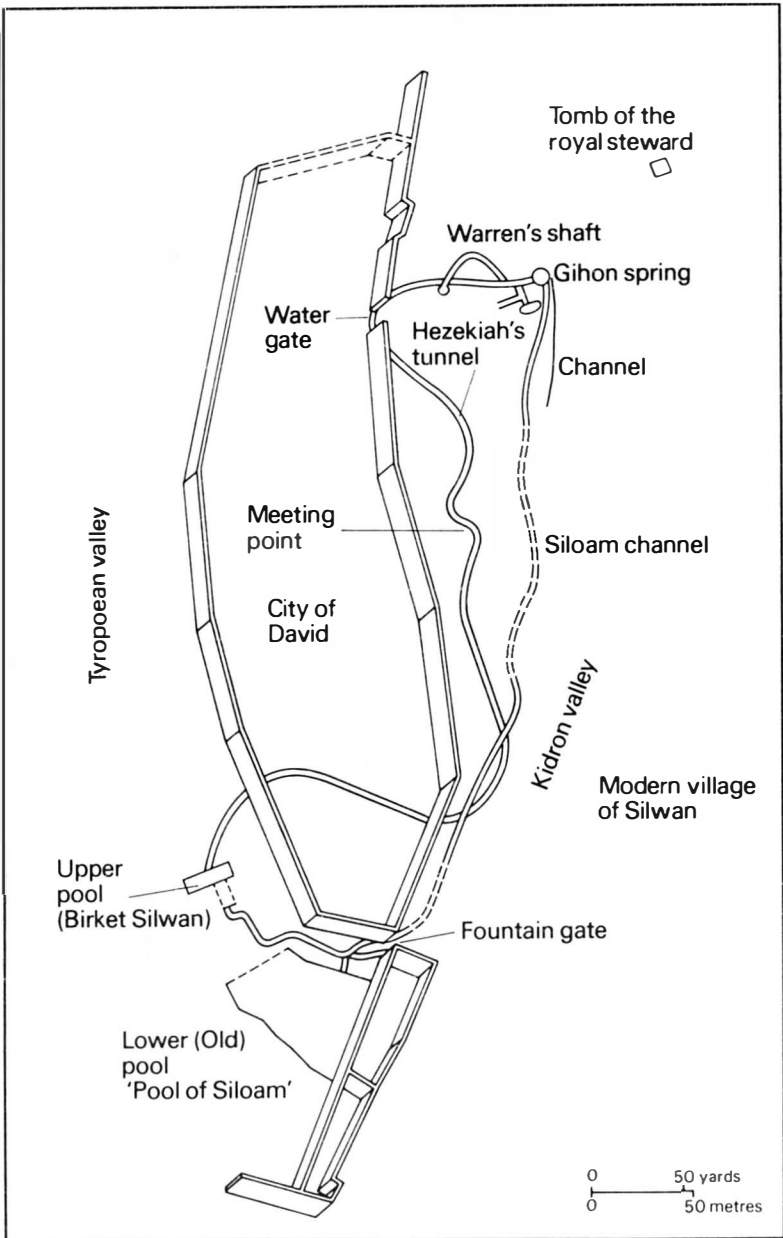 Tomb of the
royal steward
Warren's shaft
Gihon spring
Water
gate
Hezekiah's
tunnel
Channel
Meeting
point
Siloam channel
Tyropoean valley
City of
David
Kidron valley
Modern village
of Silwan
Upper
pool
(Birket Silwan)
Fountain gate
Lower (Old)
pool
'Pool of Siloam'
0 50 yards
0 50 metres